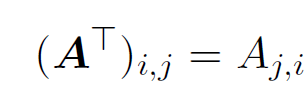 (𝑨^⊤)_{i,j} = A_{j,i}